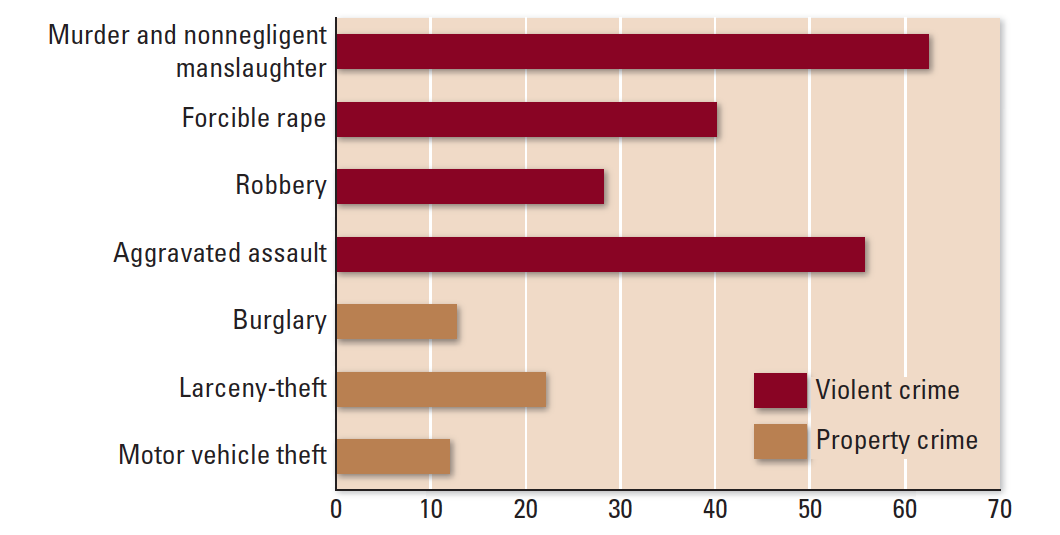 Murder and nonnegligent
manslaughter
Forcible rape
Robbery
Aggravated assault
Burglary
Larceny-theft
Motor vehicle theft
Violent crime
Property crime
0 10 20 30 40 50 60 70